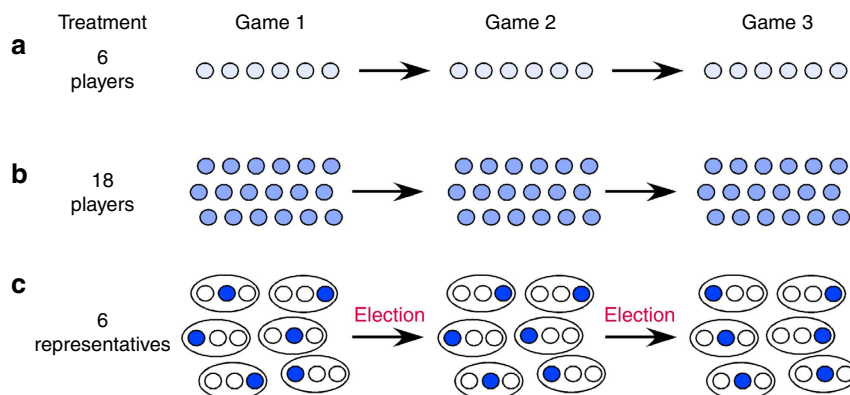 Treatment Game 1 Game 2 Game 3
a
6
players
b
18
players
c
6
representatives
Election Election